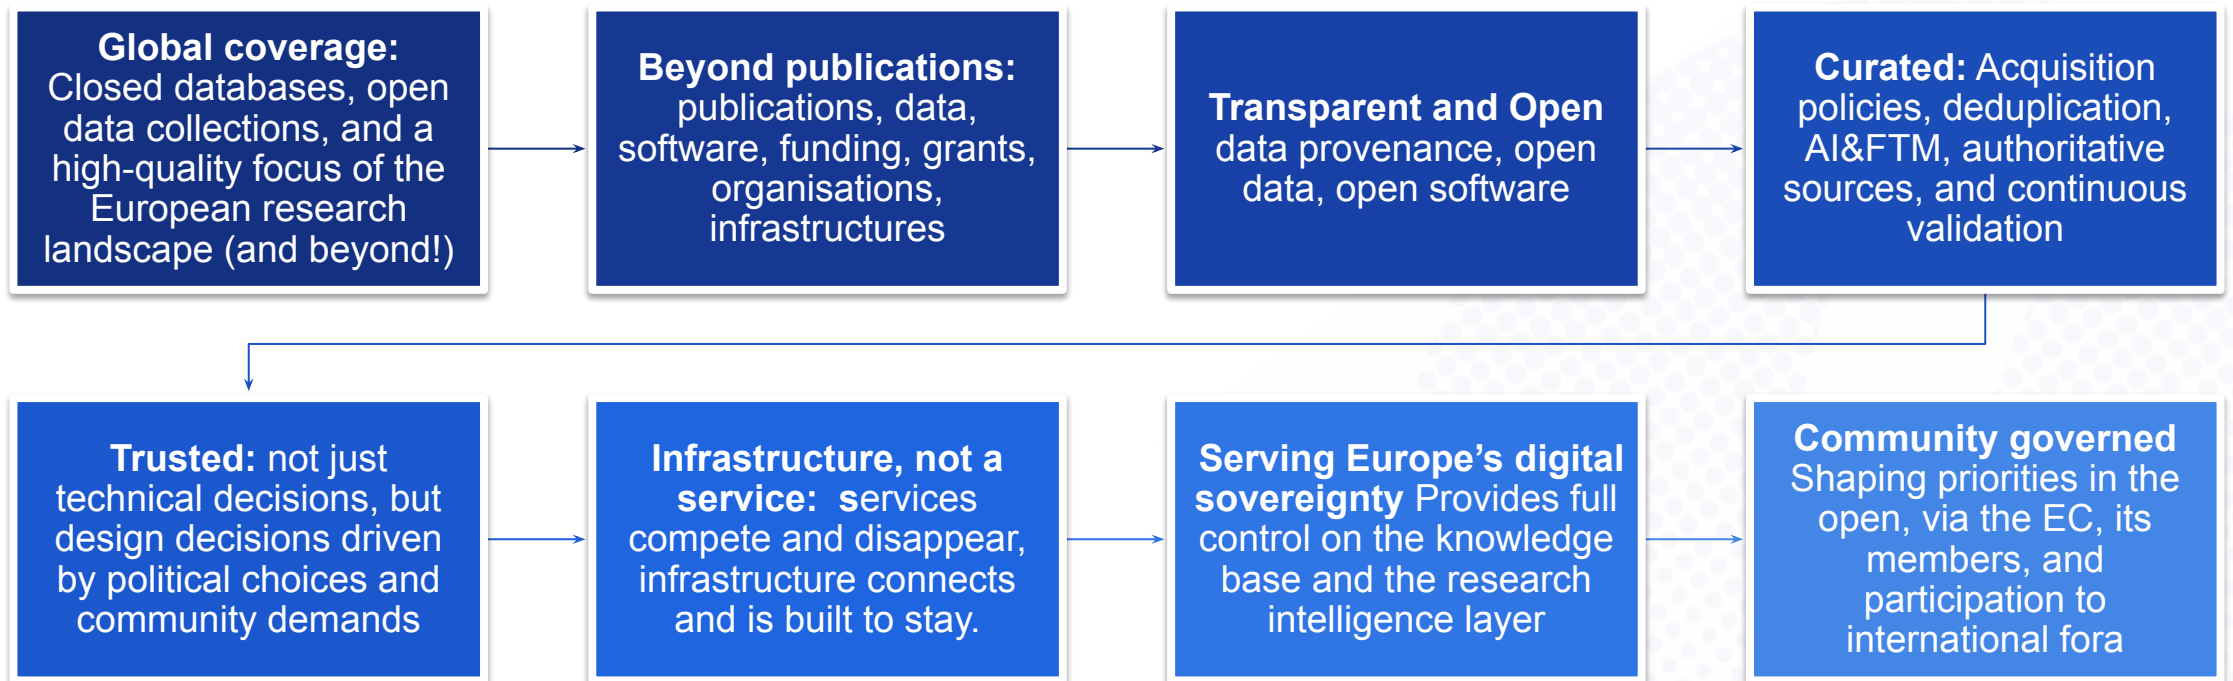 Global coverage:
Closed databases, open
data collections, and a
high-quality focus of the
European research
landscape (and beyond!)
Beyond publications:
publications, data,
software, funding, grants,
organisations,
infrastructures
Transparent and Open
data provenance, open
data, open software
Curated: Acquisition
policies, deduplication,
AI&FTM, authoritative
sources, and continuous
validation
Trusted: not just
technical decisions, but
design decisions driven
by political choices and
community demands
Infrastructure, not a
service:  services
compete and disappear,
infrastructure connects
and is built to stay.
Serving Europe’s digital
sovereignty Provides full
control on the knowledge
base and the research
intelligence layer
Community governed
Shaping priorities in the
open, via the EC, its
members, and
participation to
international fora